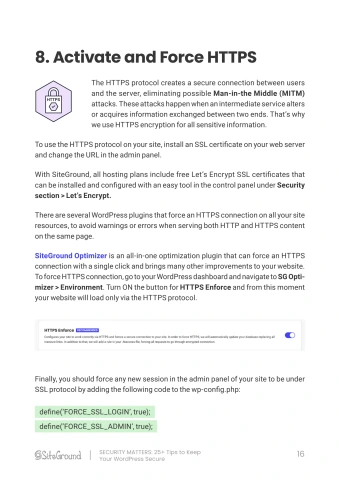 8. Activate and Force HTTPS
HTTPS
The HTTPS protocol creates a secure connection between users
and the server, eliminating possible Man-in-the Middle (MITM)
attacks. These attacks happen when an intermediate service alters
or acquires information exchanged between two ends. That's why
we use HTTPS encryption for all sensitive information.
To use the HTTPS protocol on your site, install an SSL certificate on your web server
and change the URL in the admin panel.
With SiteGround, all hosting plans include free Let's Encrypt SSL certificates that
can be installed and configured with an easy tool in the control panel under Security
section > Let's Encrypt.
There are several WordPress plugins that force an HTTPS connection on all your site
resources, to avoid warnings or errors when serving both HTTP and HTTPS content
on the same page.
SiteGround Optimizer is an all-in-one optimization plugin that can force an HTTPS
connection with a single click and brings many other improvements to your website.
To force HTTPS connection, go to your WordPress dashboard and navigate to SG Opti-
mizer > Environment. Turn ON the button for HTTPS Enforce and from this moment
your website will load only via the HTTPS protocol.
HTTPS Enforce
Finally, you should force any new session in the admin panel of your site to be under
SSL protocol by adding the following code to the wp-config.php:
define('FORCE_SSL_LOGIN', true);
define('FORCE_SSL_ADMIN', true);
SiteGround
SECURITY MATTERS: 35+ Tips to Keep
Your WordPress Secure
16